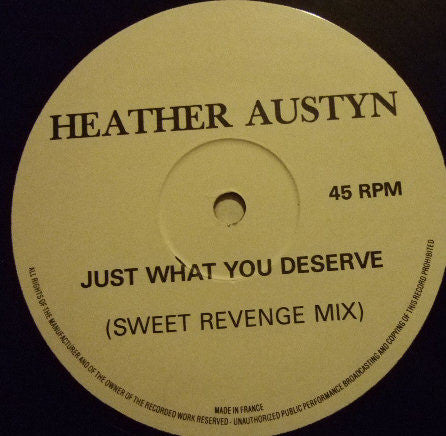 HEATHER AUSTYN
45 RPM
JUST WHAT YOU DESERVE
(SWEET REVENGE MIX)
MADE IN FRANCE
ALL RIGHTS OF THE MANUFACTURER AND OF THE OWNER OF THE RECORDED WORK RESERVED - UNAUTHORIZED PUBLIC PERFORMANCE BROADCASTING AND COPYING OF THIS RECORD PROHIBITED